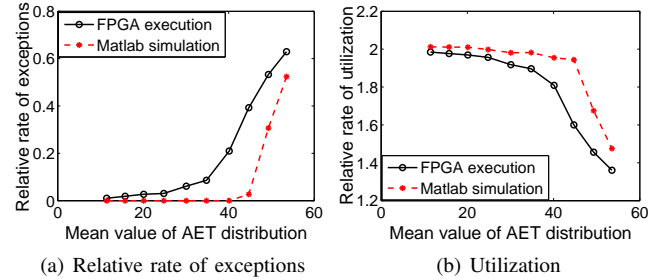 Relative rate of exceptions
0.8
0.6
0.4
0.2
0
FPGA execution
Matlab simulation
0
20
40
60
Mean value of AET distribution
(a) Relative rate of exceptions
Relative rate of utilization
2.2
2
1.8
1.6
1.4
1.2
FPGA execution
Matlab simulation
0
20
40
60
Mean value of AET distribution
(b) Utilization